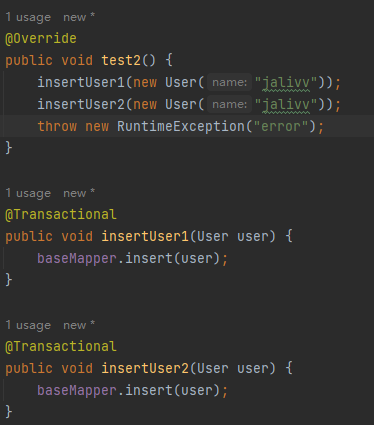 1 usage new *
@Override
public void test2() {
    insertUser1(new User( name: "jalivv"));
    insertUser2(new User( name: "jalivv"));
    throw new RuntimeException("error");
}
1 usage new *
@Transactional
public void insertUser1(User user) {
    baseMapper.insert(user);
}
1 usage new *
@Transactional
public void insertUser2(User user) {
    baseMapper.insert(user);
}